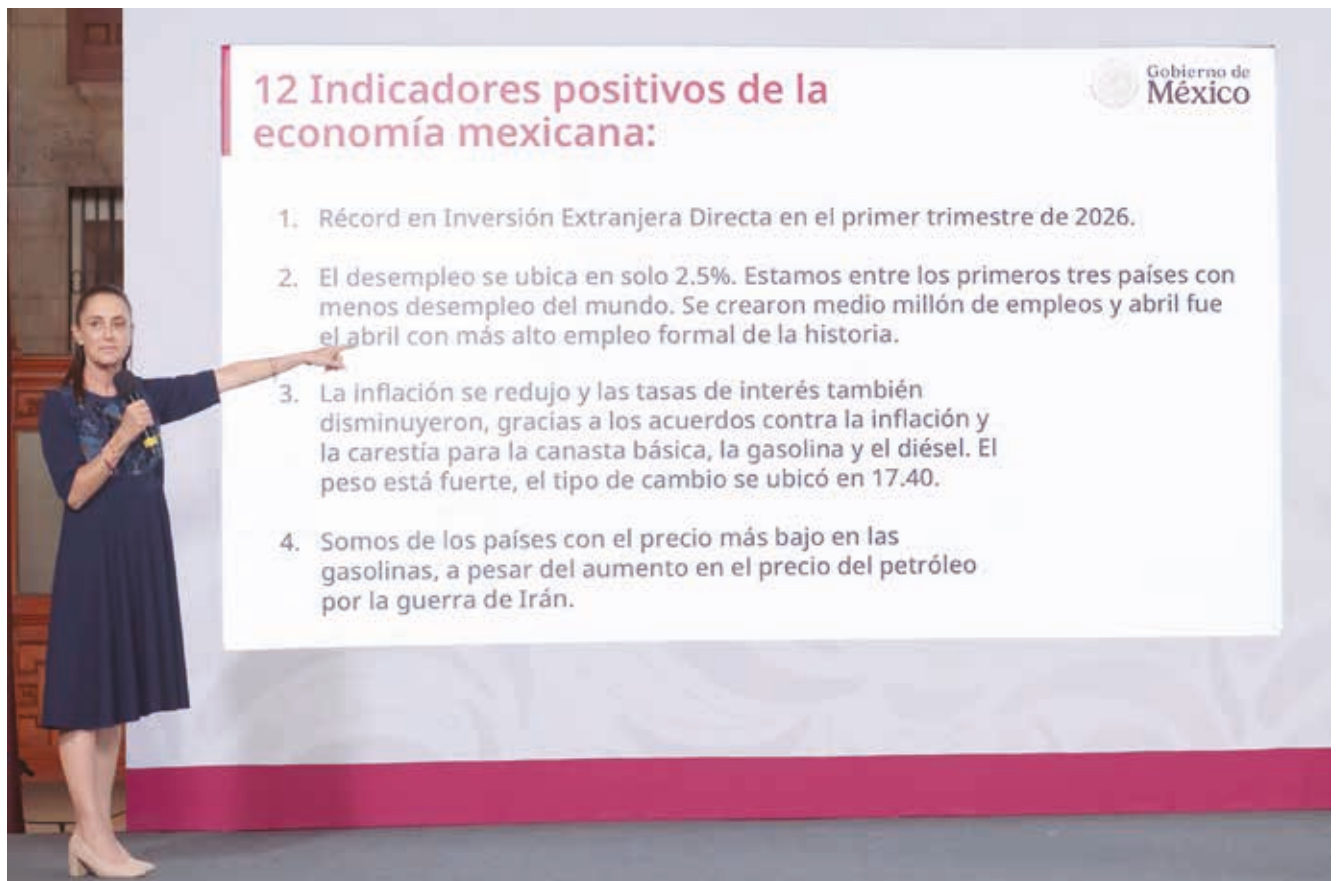 12 Indicadores positivos de la
economía mexicana:
Gobierno de
México
1. Récord en Inversión Extranjera Directa en el primer trimestre de 2026.
2. El desempleo se ubica en solo 2.5%. Estamos entre los primeros tres países con
menos desempleo del mundo. Se crearon medio millón de empleos y abril fue
el abril con más alto empleo formal de la historia.
3. La inflación se redujo y las tasas de interés también
disminuyeron, gracias a los acuerdos contra la inflación y
la carestía para la canasta básica, la gasolina y el diésel. El
peso está fuerte, el tipo de cambio se ubicó en 17.40.
4. Somos de los países con el precio más bajo en las
gasolinas, a pesar del aumento en el precio del petróleo
por la guerra de Irán.